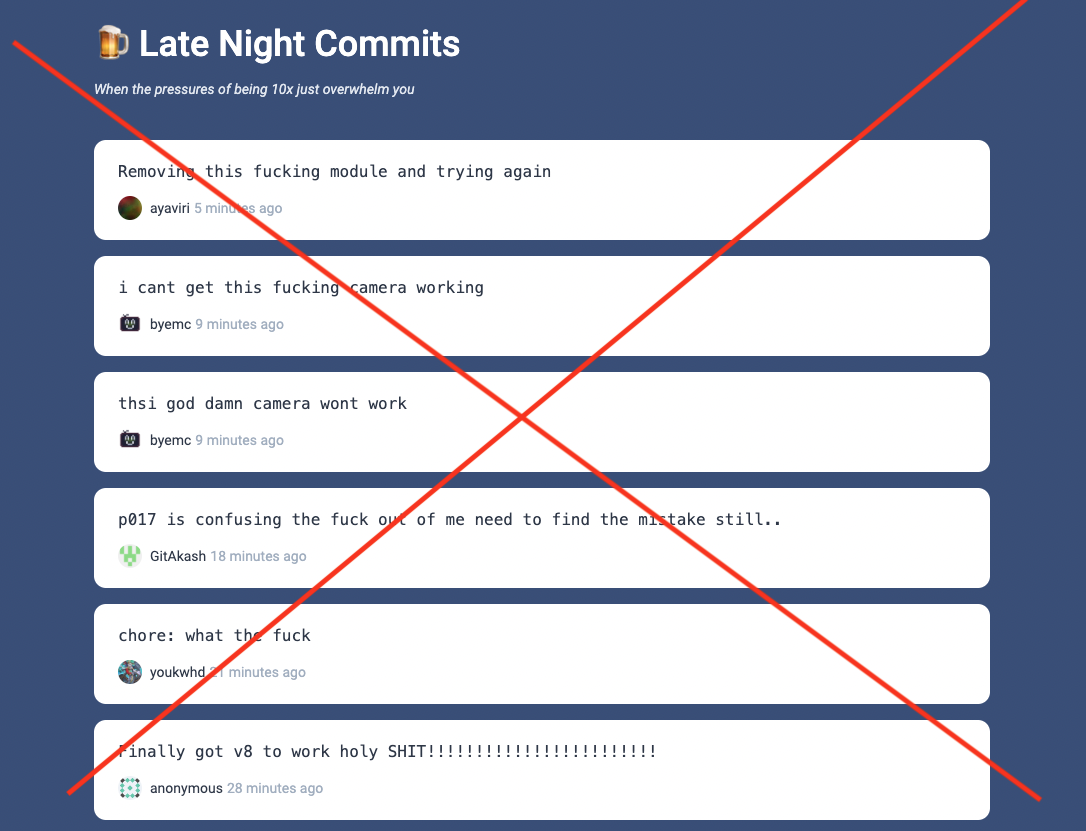 🍺 Late Night Commits
When the pressures of being 10x just overwhelm you
Removing this fucking module and trying again
ayaviri 5 minutes ago
i cant get this fucking camera working
byemc 9 minutes ago
thsi god damn camera wont work
byemc 9 minutes ago
p017 is confusing the fuck out of me need to find the mistake still..
GitAkash 18 minutes ago
chore: what the fuck
youkwhd 21 minutes ago
Finally got v8 to work holy SHIT!!!!!!!!!!!!!!!!!!!!!!!!
anonymous 28 minutes ago